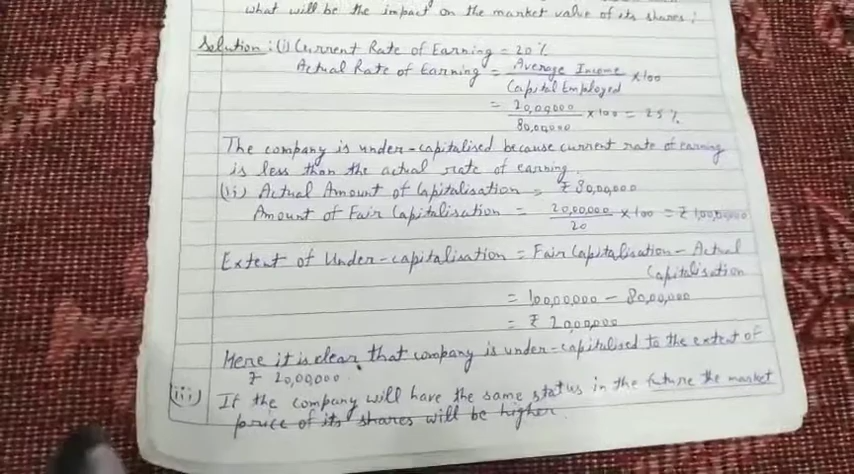 what will be the impact on the market value of its shares?
Solution: (i) Current Rate of Earning = 20%
Actual Rate of Earning = Average Income / Capital Employed × 100
= 20,00,000 / 80,00,000 × 100 = 25%
The company is under-capitalised because current rate of earning
is less than the actual rate of earning.
(ii) Actual Amount of Capitalisation = ₹ 80,00,000
Amount of Fair Capitalisation = 20,00,000 / 20 × 100 = ₹ 1,00,00,000
Extent of Under-capitalisation = Fair Capitalisation - Actual
Capitalisation
= 1,00,00,000 - 80,00,000
= ₹ 20,00,000
Here it is clear that company is under-capitalised to the extent of
₹ 20,00,000.
(iii) If the company will have the same status in the future the market
price of its shares will be higher.